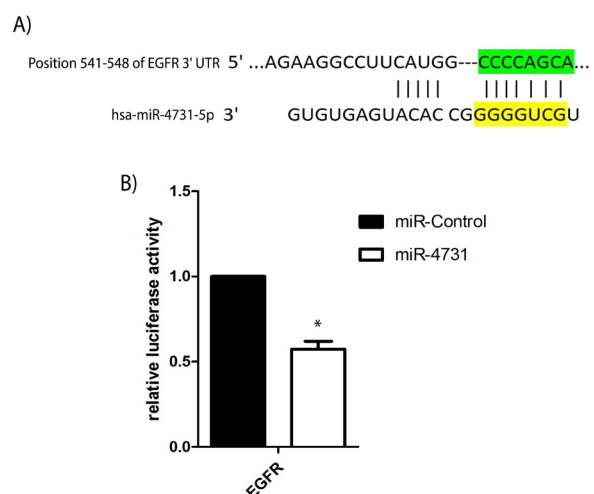 A)
Position 541-548 of EGFR 3' UTR 5' ...AGAAGGCCUUCAUGG---CCCCAGCA...
hsa-miR-4731-5p 3' GUGUGAGUACAC CGGGGGUCGU
B)
relative luciferase activity
1.5
1.0
0.5
0.0
miR-Control
miR-4731
*
EGFR